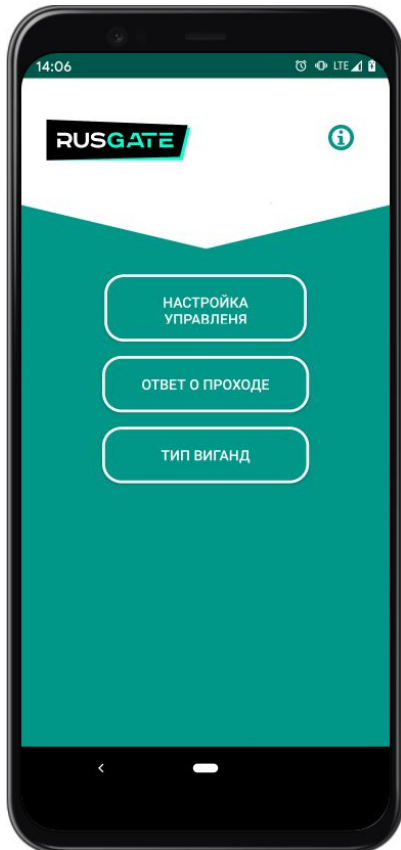 14:06
LTE
RUSGATE
НАСТРОЙКА
УПРАВЛЕНЯ
ОТВЕТ О ПРОХОДЕ
ТИП ВИГАНД